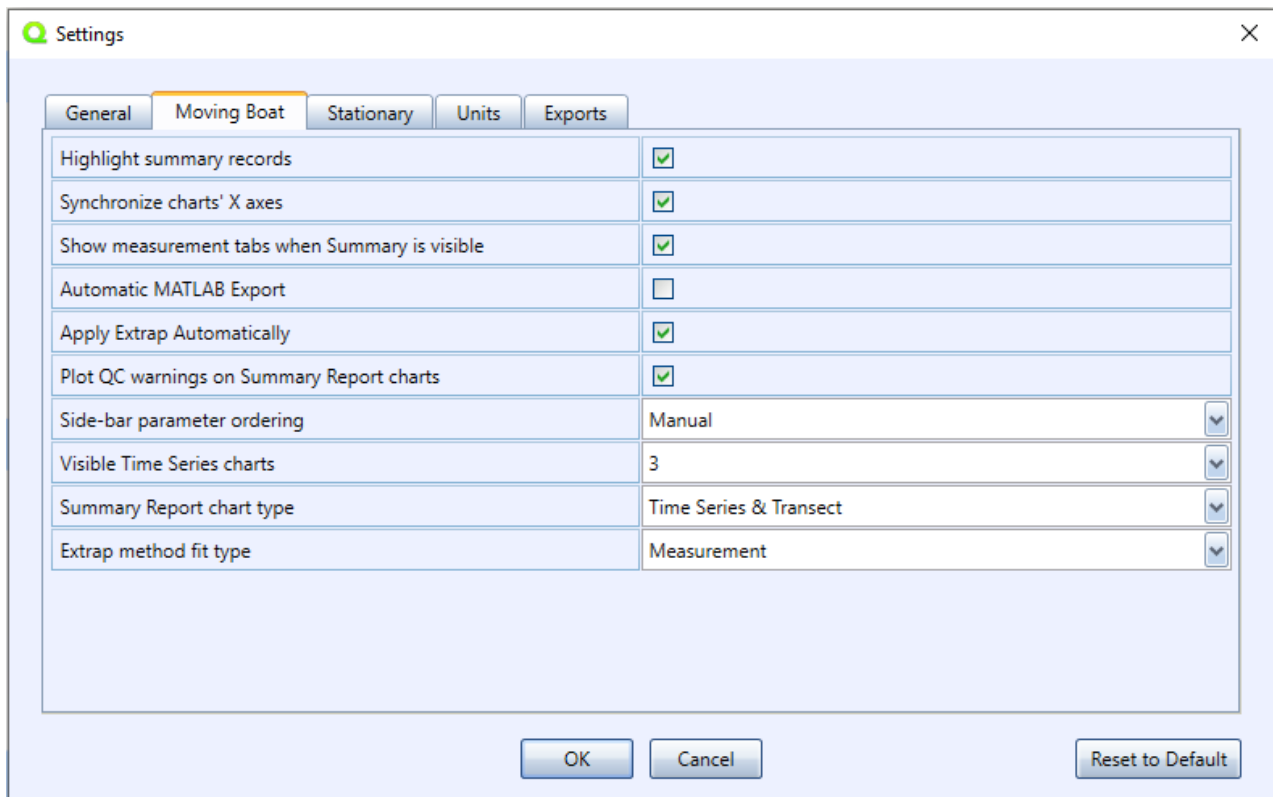 Settings
General Moving Boat Stationary Units Exports
Highlight summary records
Synchronize charts' X axes
Show measurement tabs when Summary is visible
Automatic MATLAB Export
Apply Extrap Automatically
Plot QC warnings on Summary Report charts
Side-bar parameter ordering Manual
Visible Time Series charts 3
Summary Report chart type Time Series & Transect
Extrap method fit type Measurement
OK Cancel Reset to Default